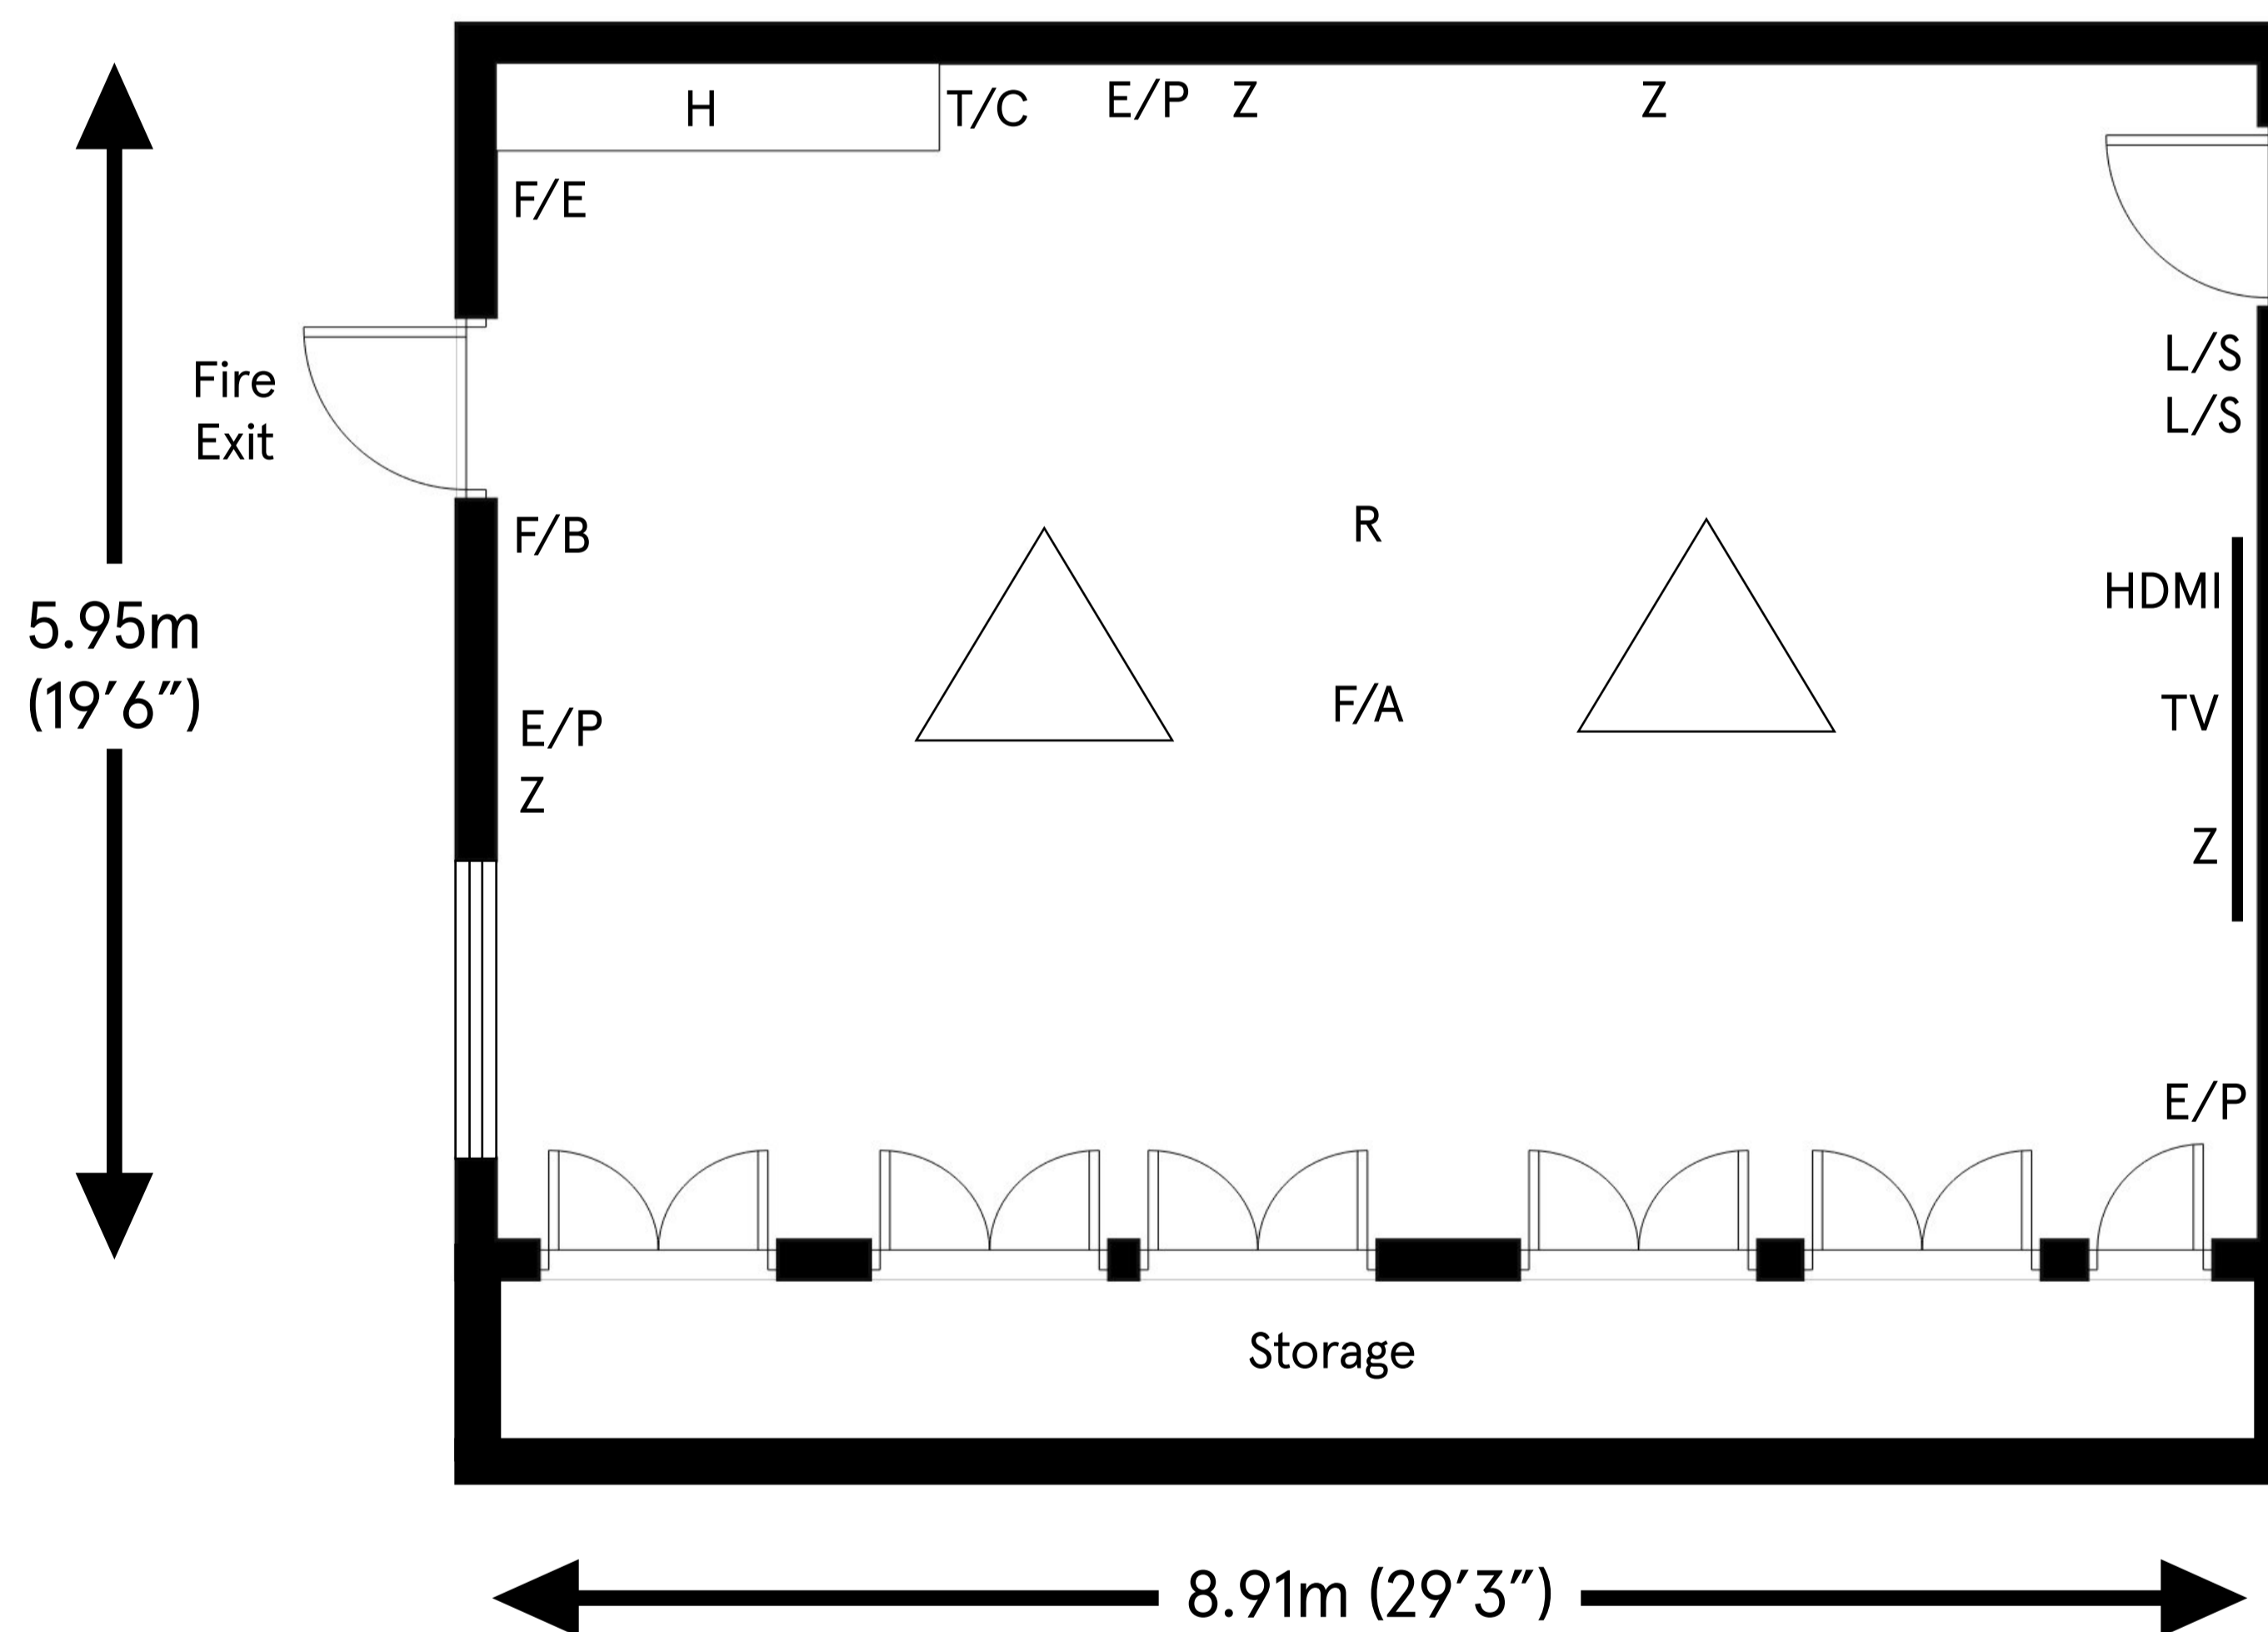 H
T/C
E/P
Z
Z
F/E
Fire
Exit
L/S
L/S
F/B
R
HDMI
5.95m
(19′6″)
F/A
TV
E/P
Z
Z
E/P
Storage
8.91m (29′3″)